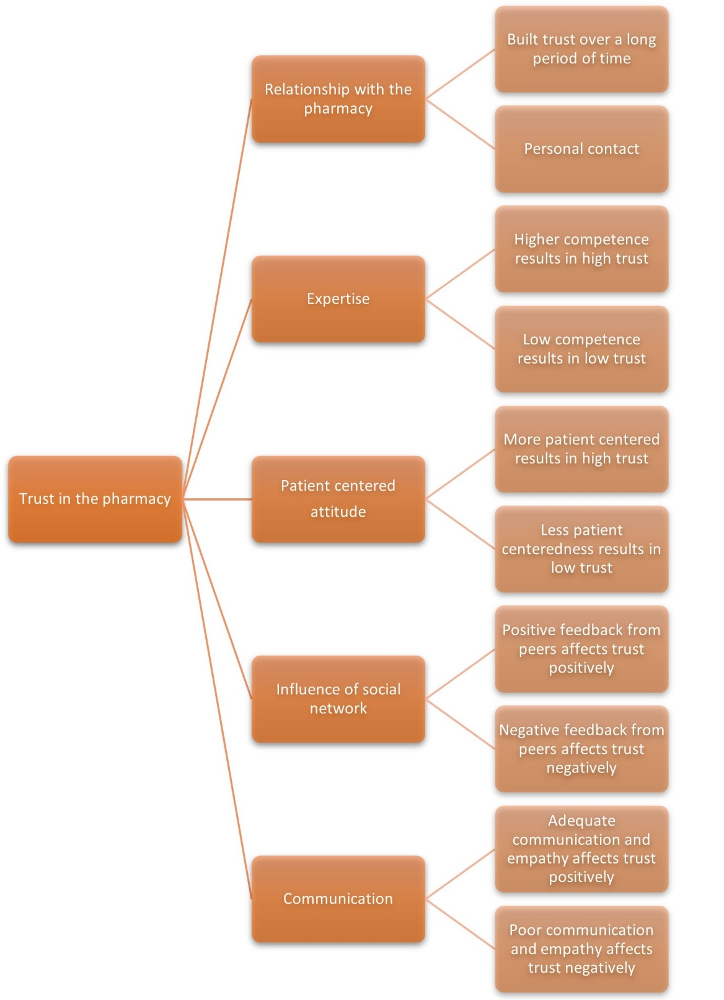 Trust in the pharmacy
Relationship with the
pharmacy
Built trust over a long
period of time
Personal contact
Expertise
Higher competence
results in high trust
Low competence
results in low trust
Patient centered
attitude
More patient centered
results in high trust
Less patient
centeredness results in
low trust
Influence of social
network
Positive feedback from
peers affects trust
positively
Negative feedback from
peers affects trust
negatively
Communication
Adequate
communication and
empathy affects trust
positively
Poor communication
and empathy affects
trust negatively